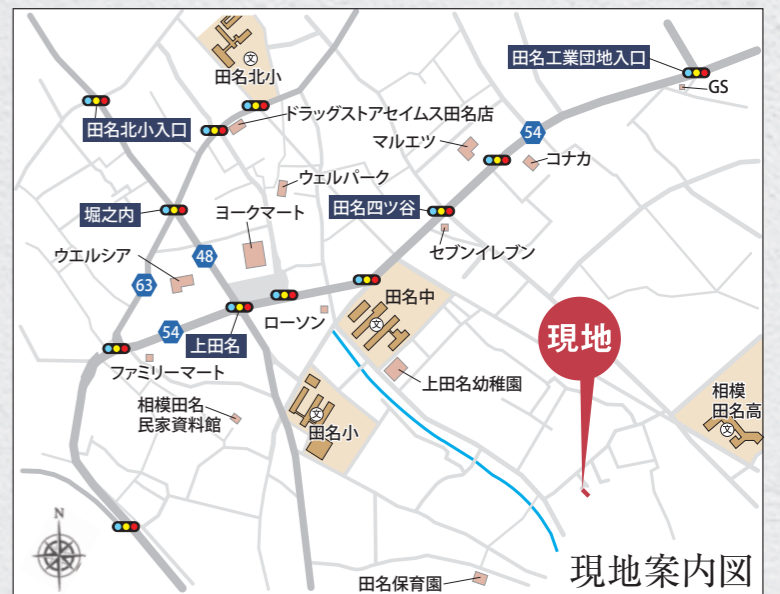 田名北小
田名工業団地入口
GS
田名北小入口
ドラッグストアセイムス田名店
マルエツ
54
コナカ
ウェルパーク
堀之内
ヨークマート
田名四ツ谷
セブンイレブン
ウエルシア
48
63
田名中
文
54
上田名
ローソン
現地
ファミリーマート
上田名幼稚園
相模
田名高
文
相模田名
民家資料館
文
田名小
文
N
田名保育園
現地案内図